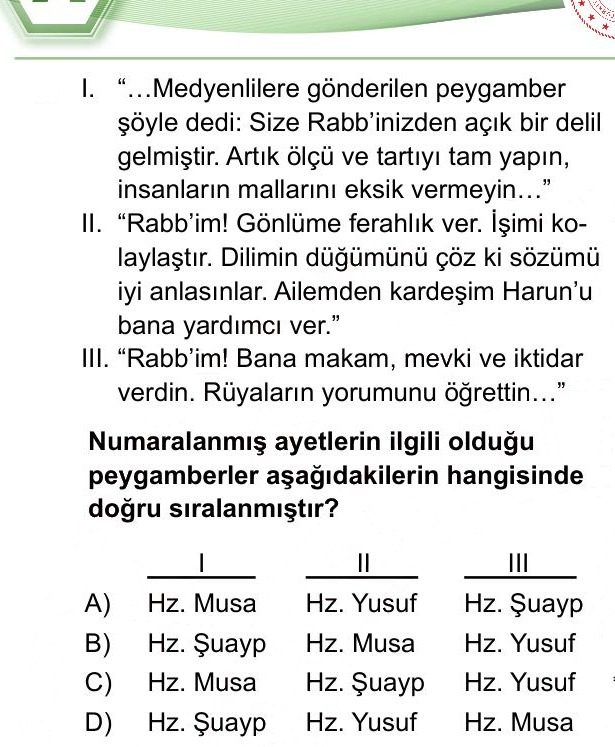 I. “…Medyenlilere gönderilen peygamber
şöyle dedi: Size Rabb’inizden açık bir delil
gelmiştir. Artık ölçü ve tartıyı tam yapın,
insanların mallarını eksik vermeyin…”
II. “Rabb’im! Gönlüme ferahlık ver. İşimi ko-
laylaştır. Dilimin düğümünü çöz ki sözümü
iyi anlasınlar. Ailemden kardeşim Harun’u
bana yardımcı ver.”
III. “Rabb’im! Bana makam, mevki ve iktidar
verdin. Rüyaların yorumunu öğrettin…”
Numaralanmış ayetlerin ilgili olduğu
peygamberler aşağıdakilerin hangisinde
doğru sıralanmıştır?
I II III
A) Hz. Musa Hz. Yusuf Hz. Şuayp
B) Hz. Şuayp Hz. Musa Hz. Yusuf
C) Hz. Musa Hz. Şuayp Hz. Yusuf
D) Hz. Şuayp Hz. Yusuf Hz. Musa